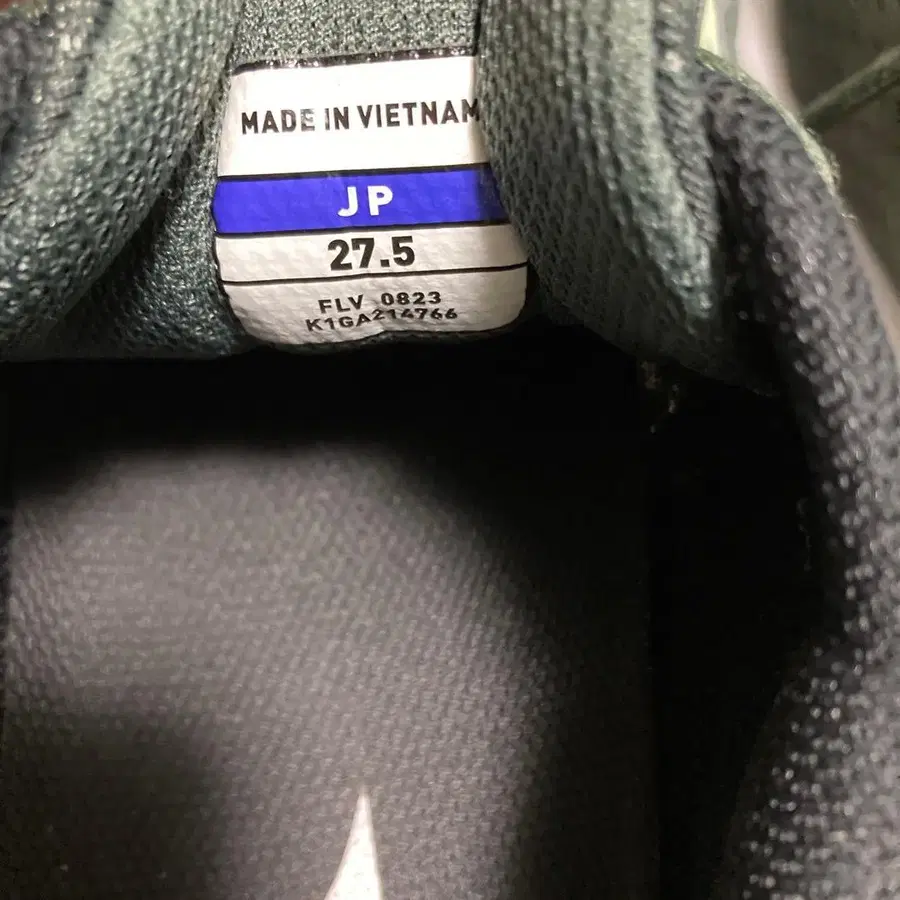 MADE IN VIETNAM
JP
27.5
FLV 0823
K1GA214766